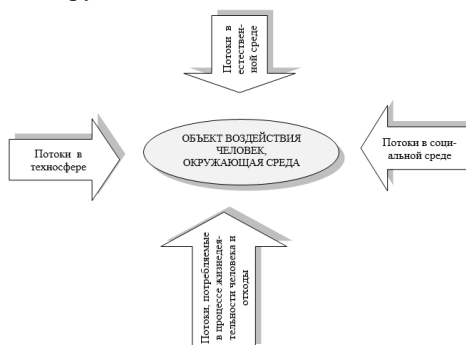 Потоки в
естествен-
ной среде
ОБЪЕКТ ВОЗДЕЙСТВИЯ
ЧЕЛОВЕК,
ОКРУЖАЮЩАЯ СРЕДА
Потоки в
техносфере
Потоки в соци-
альной среде
Потоки, потребляемые
в процессе жизнедея-
тельности человека и
отходы